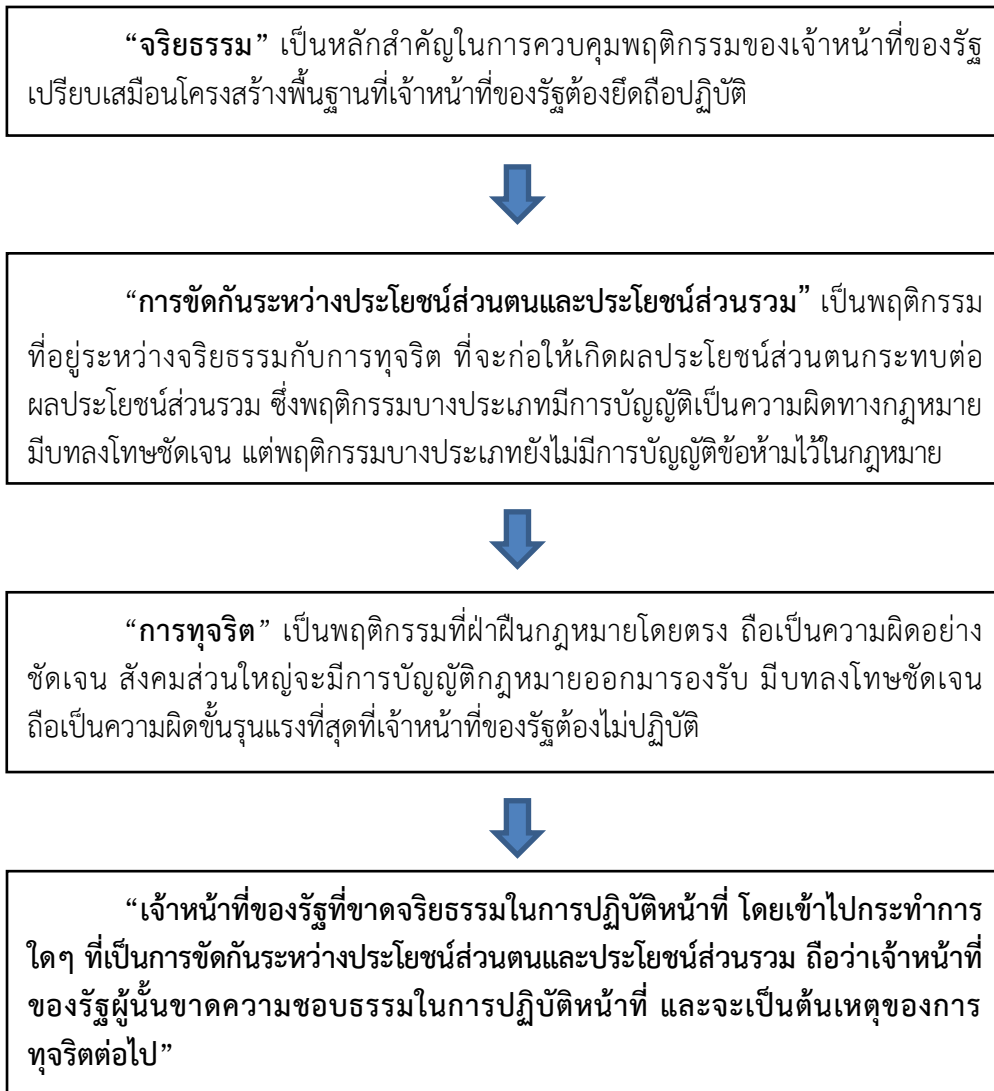 “จริยธรรม” เป็นหลักสำคัญในการควบคุมพฤติกรรมของเจ้าหน้าที่ของรัฐ
เปรียบเสมือนโครงสร้างพื้นฐานที่เจ้าหน้าที่ของรัฐต้องยึดถือปฏิบัติ
“การขัดกันระหว่างประโยชน์ส่วนตนและประโยชน์ส่วนรวม” เป็นพฤติกรรม
ที่อยู่ระหว่างจริยธรรมกับการทุจริต ที่จะก่อให้เกิดผลประโยชน์ส่วนตนกระทบต่อ
ผลประโยชน์ส่วนรวม ซึ่งพฤติกรรมบางประเภทมีการบัญญัติเป็นความผิดทางกฎหมาย
มีบทลงโทษชัดเจน แต่พฤติกรรมบางประเภทยังไม่มีการบัญญัติข้อห้ามไว้ในกฎหมาย
“การทุจริต” เป็นพฤติกรรมที่ฝ่าฝืนกฎหมายโดยตรง ถือเป็นความผิดอย่าง
ชัดเจน สังคมส่วนใหญ่จะมีการบัญญัติกฎหมายออกมารองรับ มีบทลงโทษชัดเจน
ถือเป็นความผิดขั้นรุนแรงที่สุดที่เจ้าหน้าที่ของรัฐต้องไม่ปฏิบัติ
“เจ้าหน้าที่ของรัฐที่ขาดจริยธรรมในการปฏิบัติหน้าที่ โดยเข้าไปกระทำการ
ใดๆ ที่เป็นการขัดกันระหว่างประโยชน์ส่วนตนและประโยชน์ส่วนรวม ถือว่าเจ้าหน้าที่
ของรัฐผู้นั้นขาดความชอบธรรมในการปฏิบัติหน้าที่ และจะเป็นต้นเหตุของการ
ทุจริตต่อไป”